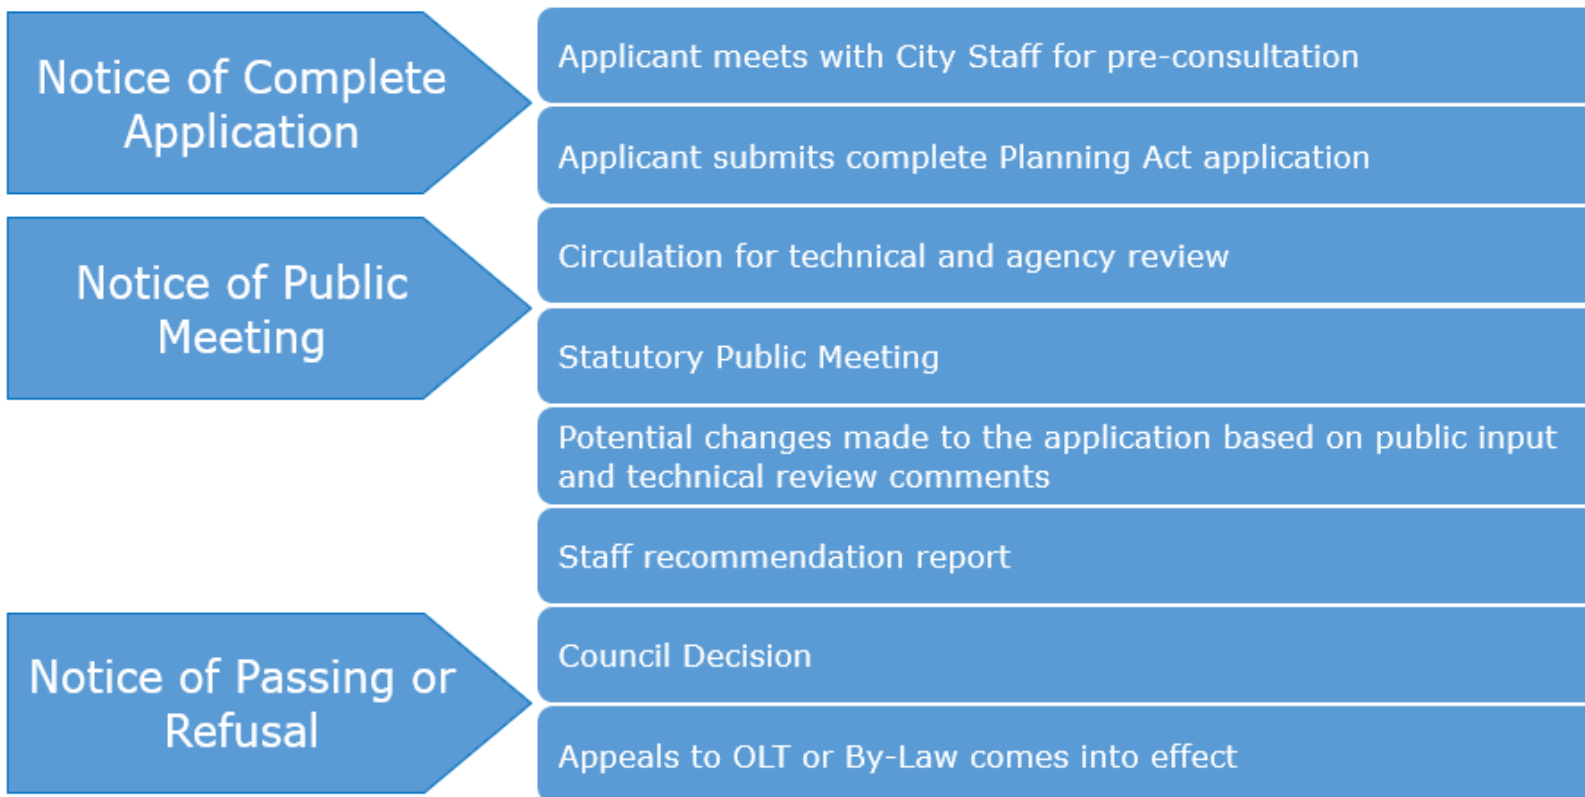 Notice of Complete
Application
Applicant meets with City Staff for pre-consultation
Applicant submits complete Planning Act application
Notice of Public
Meeting
Circulation for technical and agency review
Statutory Public Meeting
Potential changes made to the application based on public input
and technical review comments
Staff recommendation report
Notice of Passing or
Refusal
Council Decision
Appeals to OLT or By-Law comes into effect